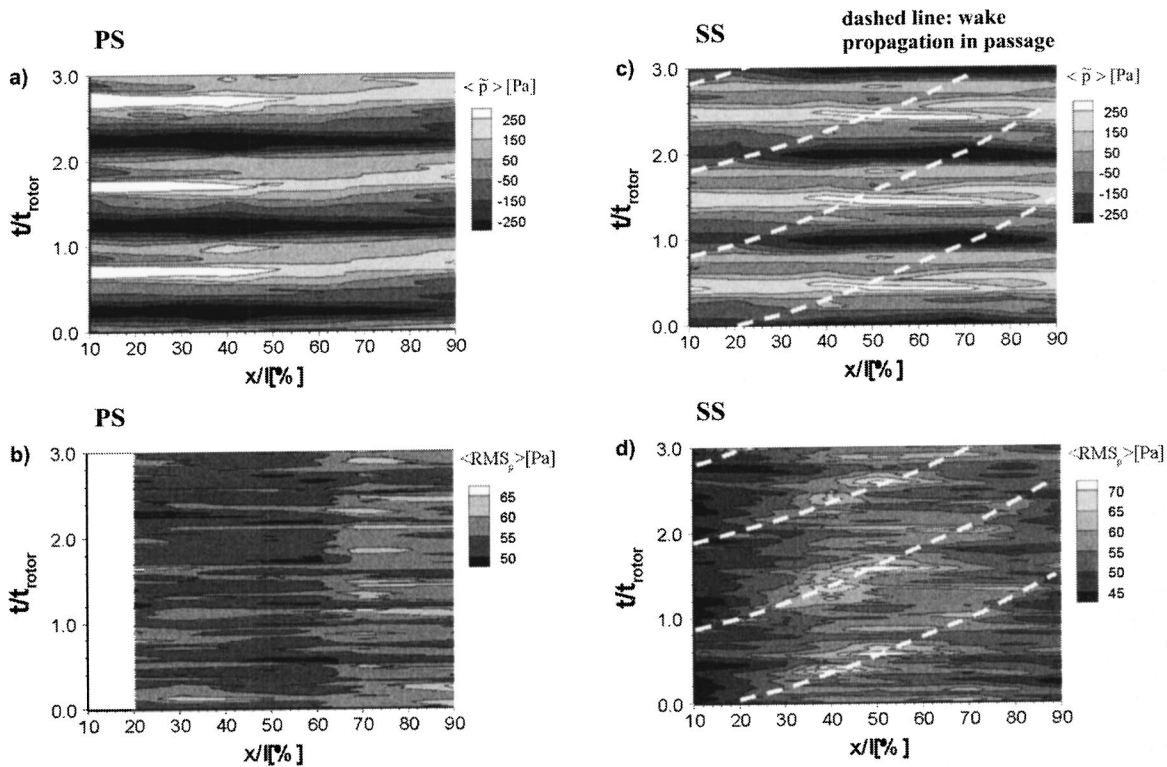 PS
a)
< p̃ > [Pa]
250
150
50
-50
-150
-250
3.0
2.0
1.0
0.0
t/t_rotor
10 20 30 40 50 60 70 80 90
x/l[%]
SS
dashed line: wake
propagation in passage
c)
< p̃ > [Pa]
250
150
50
-50
-150
-250
3.0
2.0
1.0
0.0
t/t_rotor
10 20 30 40 50 60 70 80 90
x/l[%]
PS
b)
<RMS_p>[Pa]
65
60
55
50
3.0
2.0
1.0
0.0
t/t_rotor
10 20 30 40 50 60 70 80 90
x/l[%]
SS
d)
<RMS_p>[Pa]
70
65
60
55
50
45
3.0
2.0
1.0
0.0
t/t_rotor
10 20 30 40 50 60 70 80 90
x/l[%]